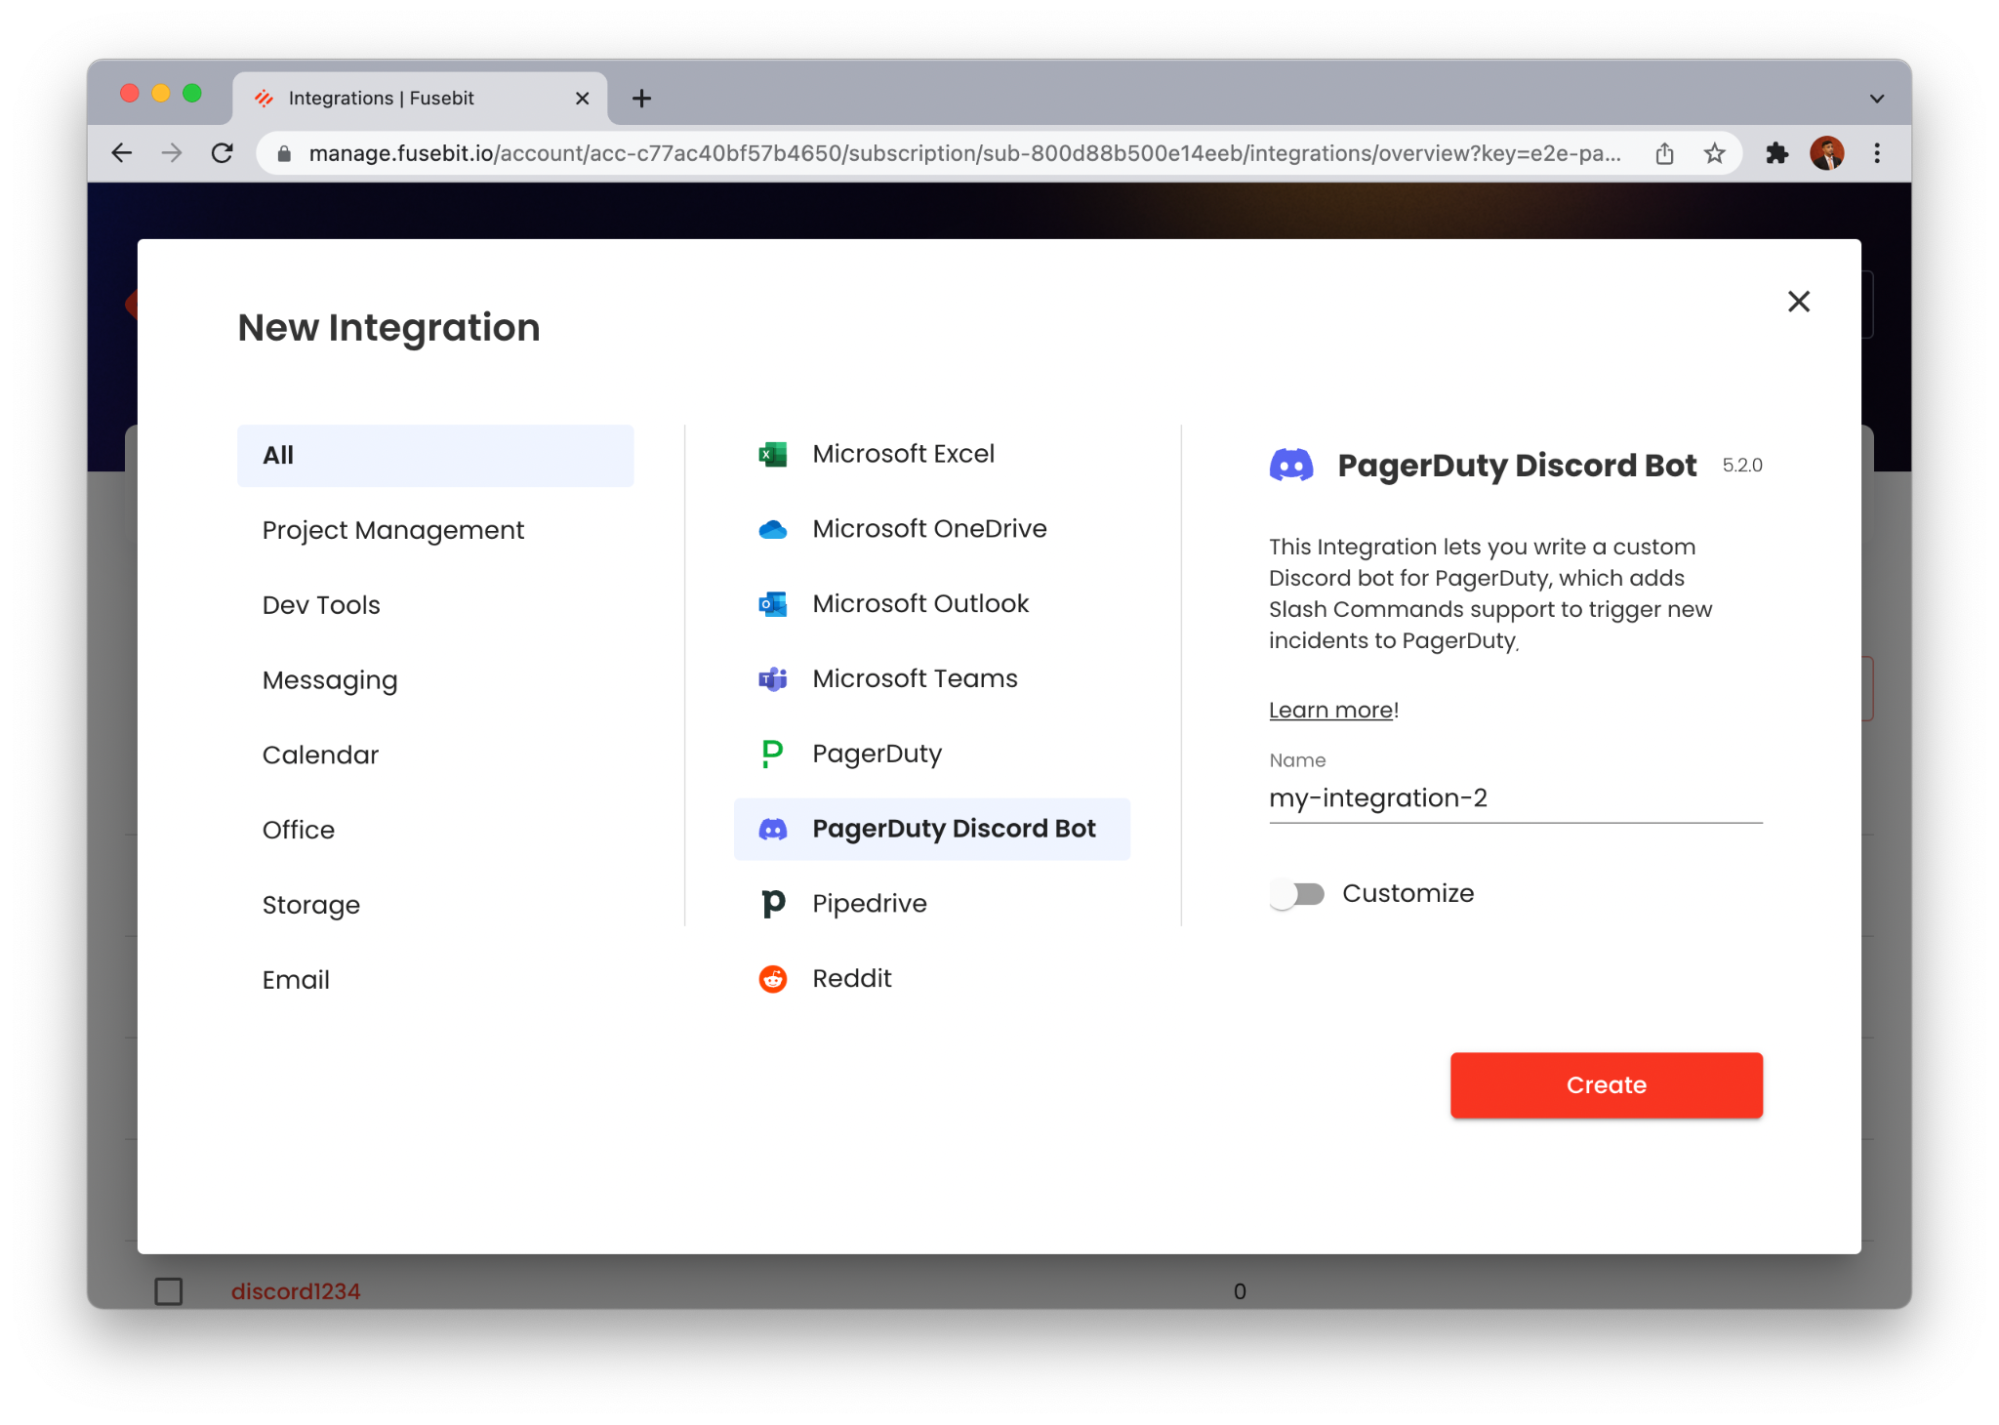 Integrations | Fusebit
manage.fusebit.io/account/acc-c77ac40bf57b4650/subscription/sub-800d88b500e14eeb/integrations/overview?key=e2e-pa...
New Integration
All
Project Management
Dev Tools
Messaging
Calendar
Office
Storage
Email
Microsoft Excel
Microsoft OneDrive
Microsoft Outlook
Microsoft Teams
PagerDuty
PagerDuty Discord Bot
Pipedrive
Reddit
PagerDuty Discord Bot 5.2.0
This Integration lets you write a custom
Discord bot for PagerDuty, which adds
Slash Commands support to trigger new
incidents to PagerDuty.
Learn more!
Name
my-integration-2
Customize
Create
discord1234 0